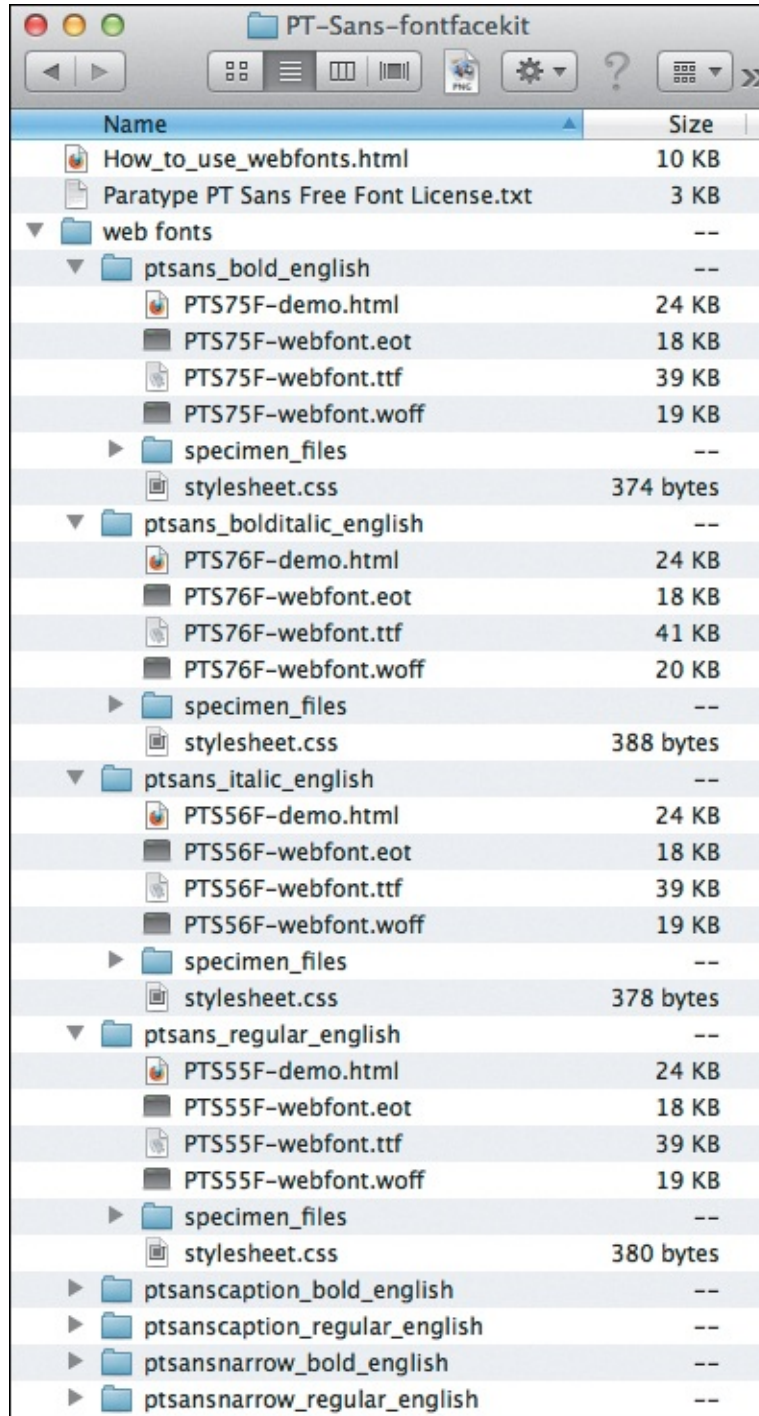 PT-Sans-fontfacekit
PNG
?
Name Size
How_to_use_webfonts.html 10 KB
Paratype PT Sans Free Font License.txt 3 KB
web fonts --
ptsans_bold_english --
PTS75F-demo.html 24 KB
PTS75F-webfont.eot 18 KB
PTS75F-webfont.ttf 39 KB
PTS75F-webfont.woff 19 KB
specimen_files --
stylesheet.css 374 bytes
ptsans_bolditalic_english --
PTS76F-demo.html 24 KB
PTS76F-webfont.eot 18 KB
PTS76F-webfont.ttf 41 KB
PTS76F-webfont.woff 20 KB
specimen_files --
stylesheet.css 388 bytes
ptsans_italic_english --
PTS56F-demo.html 24 KB
PTS56F-webfont.eot 18 KB
PTS56F-webfont.ttf 39 KB
PTS56F-webfont.woff 19 KB
specimen_files --
stylesheet.css 378 bytes
ptsans_regular_english --
PTS55F-demo.html 24 KB
PTS55F-webfont.eot 18 KB
PTS55F-webfont.ttf 39 KB
PTS55F-webfont.woff 19 KB
specimen_files --
stylesheet.css 380 bytes
ptsanscaption_bold_english --
ptsanscaption_regular_english --
ptsansnarrow_bold_english --
ptsansnarrow_regular_english --